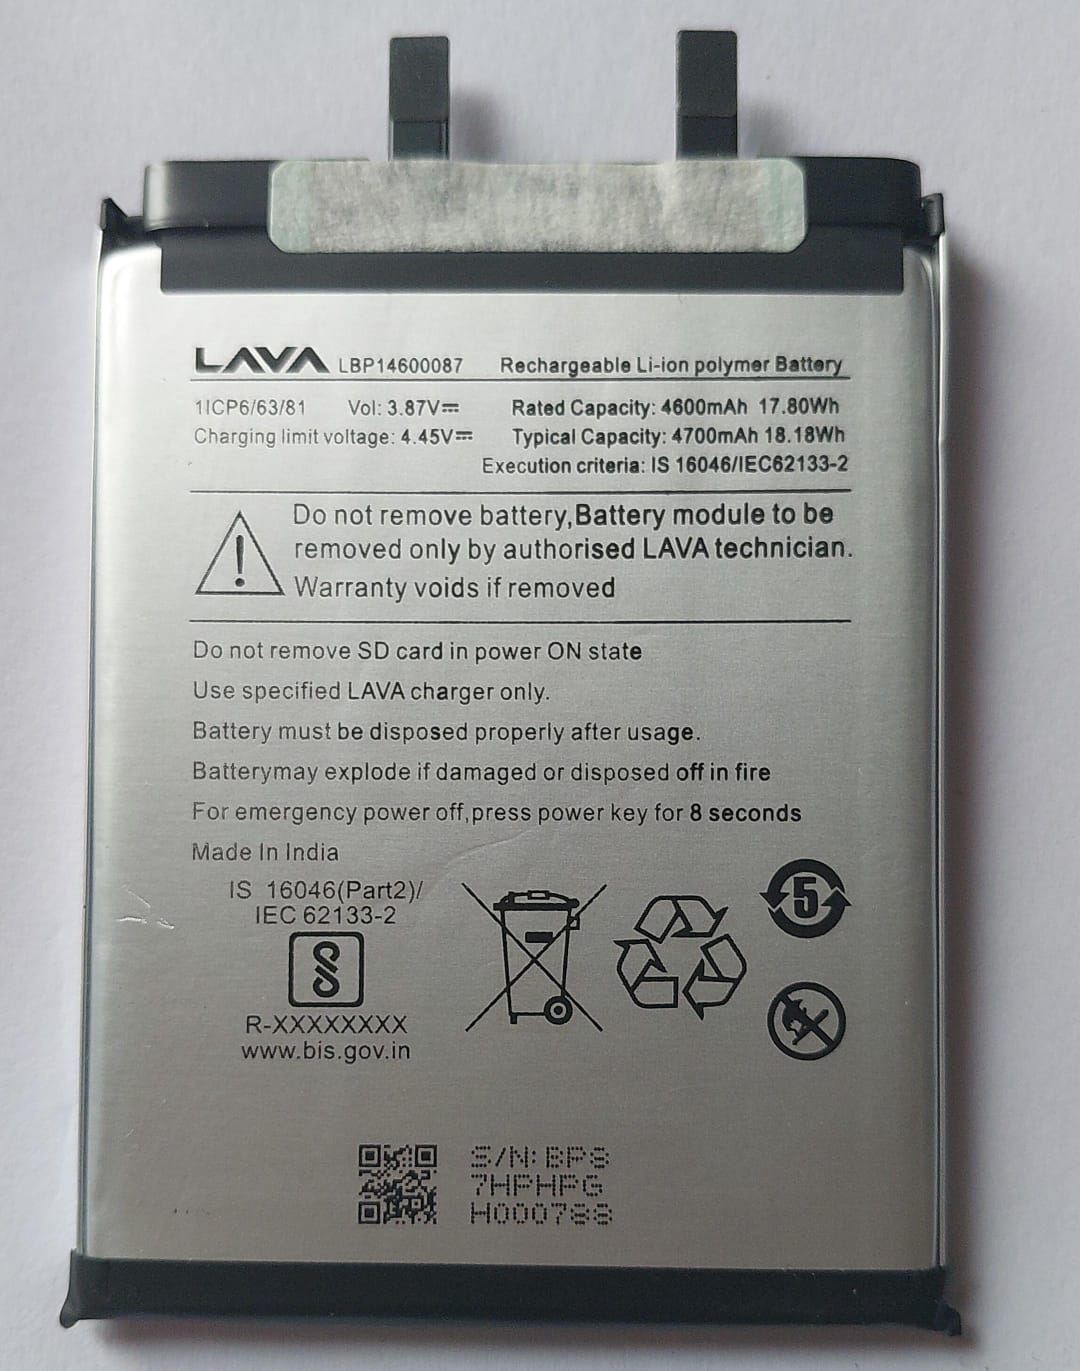 LAVA LBP14600087 Rechargeable Li-ion polymer Battery
1ICP6/63/81 Vol: 3.87V⎓ Rated Capacity: 4600mAh 17.80Wh
Charging limit voltage: 4.45V⎓ Typical Capacity: 4700mAh 18.18Wh
Execution criteria: IS 16046/IEC62133-2
Do not remove battery,Battery module to be
removed only by authorised LAVA technician.
Warranty voids if removed
Do not remove SD card in power ON state
Use specified LAVA charger only.
Battery must be disposed properly after usage.
Batterymay explode if damaged or disposed off in fire
For emergency power off,press power key for 8 seconds
Made In India
IS 16046(Part2)/
IEC 62133-2
R-XXXXXXXX
www.bis.gov.in
5
S/N: BP8
7HPHPG
H000788